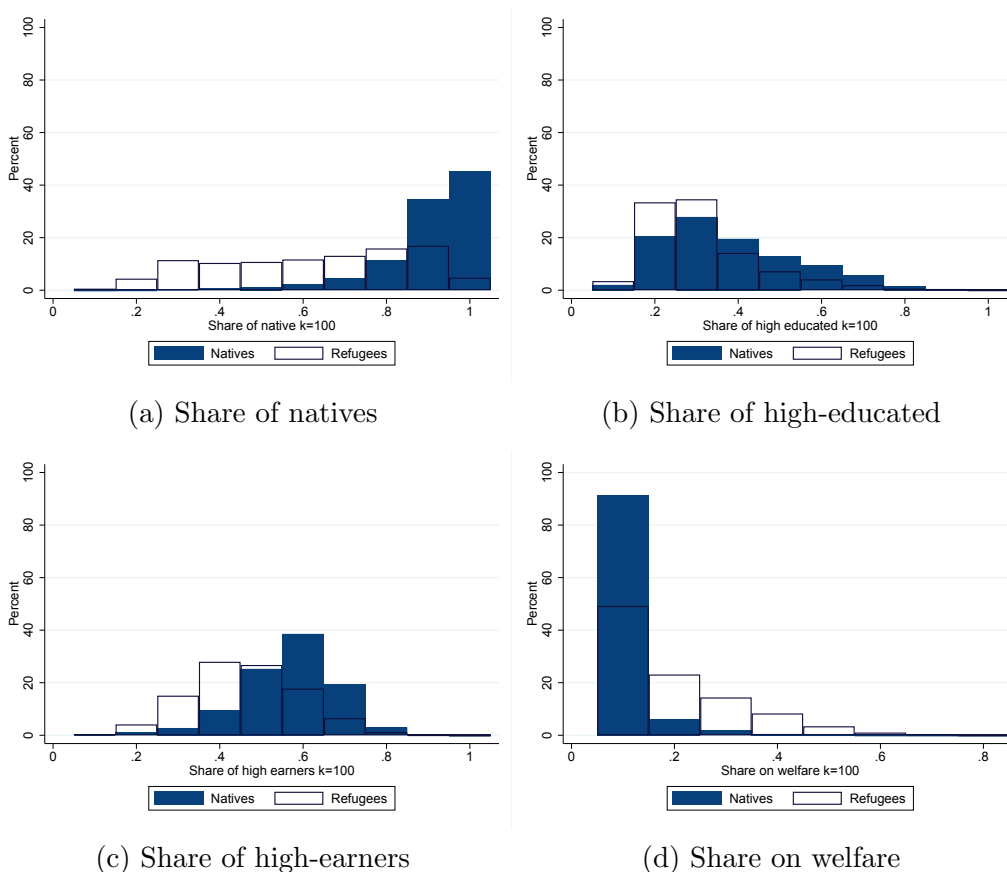 Percent
0 20 40 60 80 100
0 .2 .4 .6 .8 1
Share of native k=100
Natives Refugees
(a) Share of natives
Percent
0 20 40 60 80 100
0 .2 .4 .6 .8 1
Share of high educated k=100
Natives Refugees
(b) Share of high-educated
Percent
0 20 40 60 80 100
0 .2 .4 .6 .8 1
Share of high earners k=100
Natives Refugees
(c) Share of high-earners
Percent
0 20 40 60 80 100
0 .2 .4 .6 .8
Share on welfare k=100
Natives Refugees
(d) Share on welfare